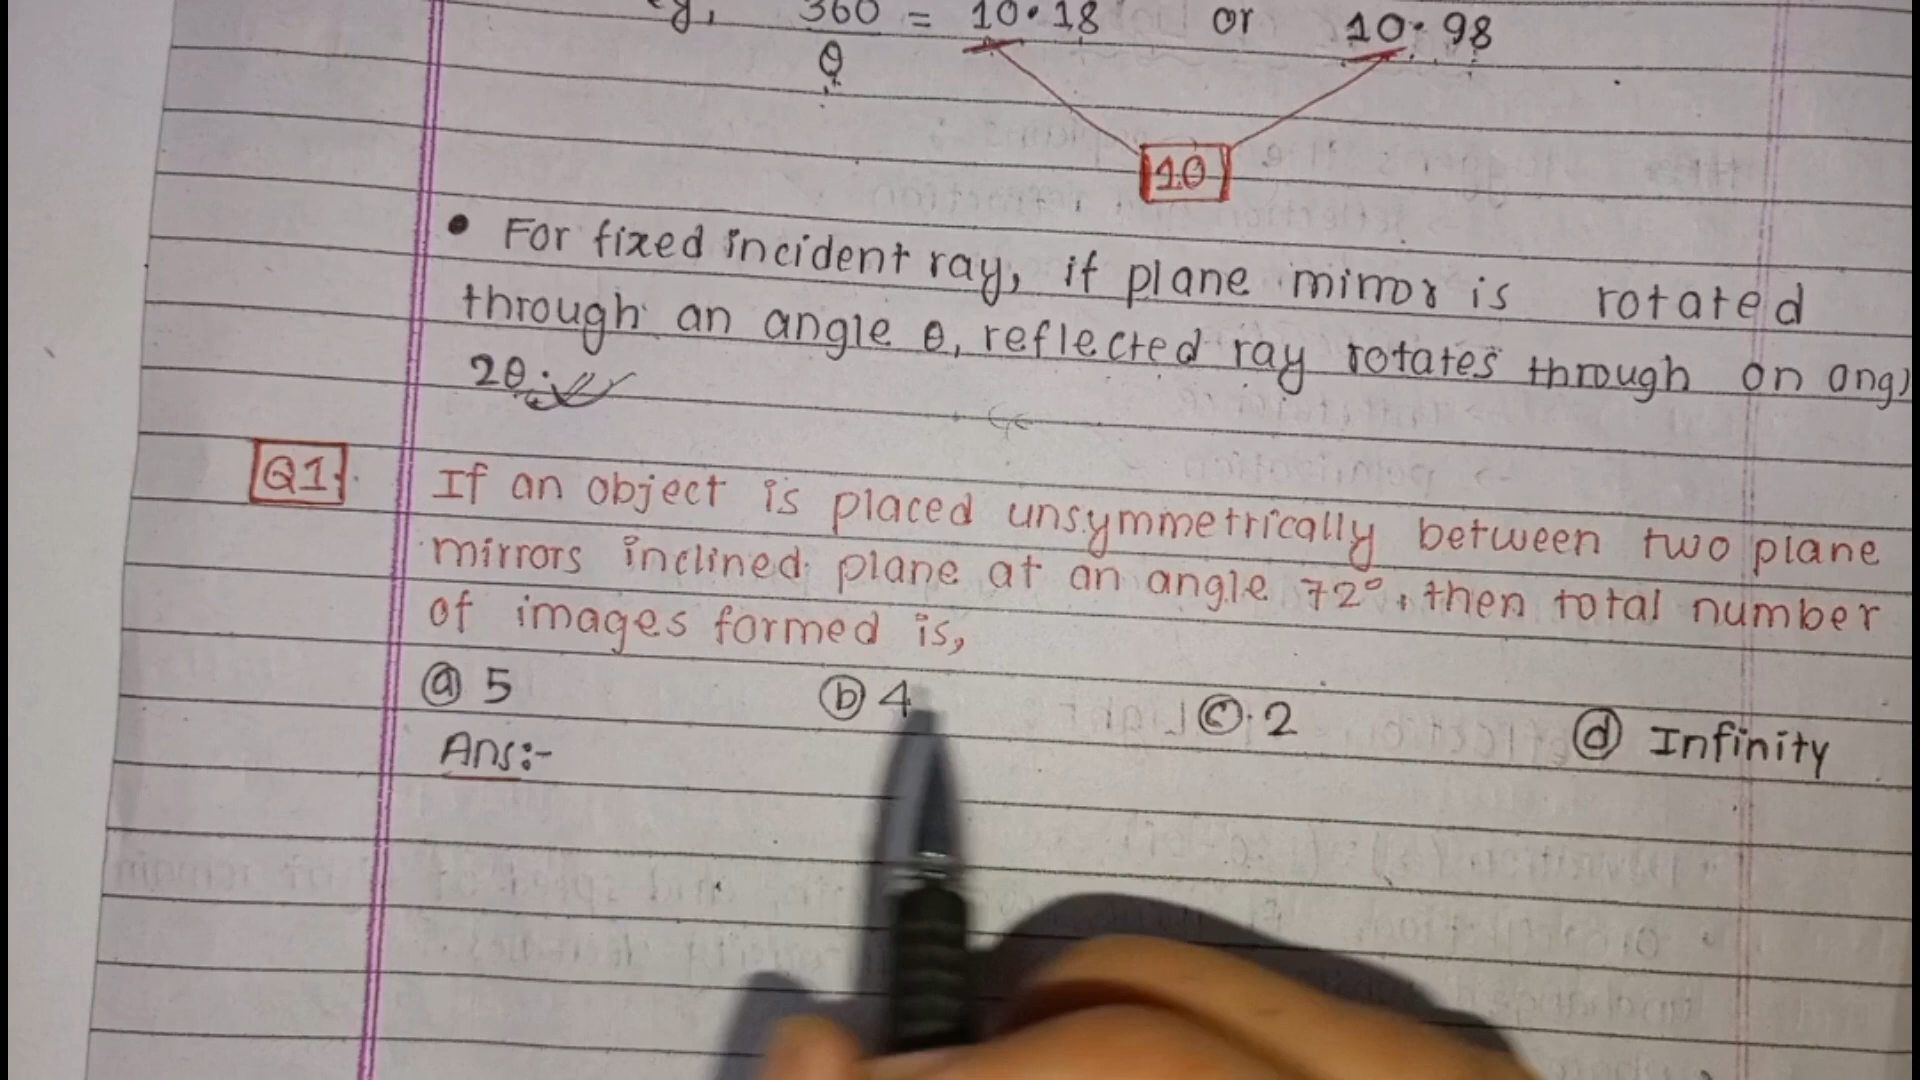 360 = 10.18 or 10.98
θ
10
• For fixed incident ray, if plane mirror is rotated
through an angle θ, reflected ray rotates through an ang
2θ.
Q1. If an object is placed unsymmetrically between two plane
mirrors inclined plane at an angle 72°, then total number
of images formed is,
(a) 5 (b) 4 (c) 2 (d) Infinity
Ans:-